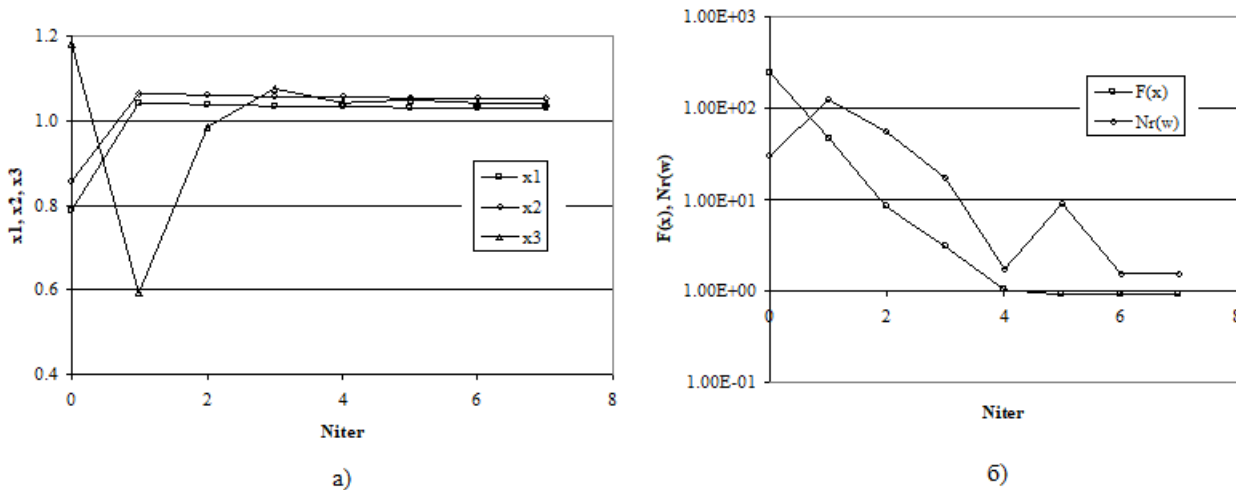 1.2
1.0
0.8
0.6
0.4
0
2
4
6
8
x1, x2, x3
Niter
x1
x2
x3
а)
1.00E+03
1.00E+02
1.00E+01
1.00E+00
1.00E-01
0
2
4
6
8
F(x), Nr(w)
Niter
F(x)
Nr(w)
б)